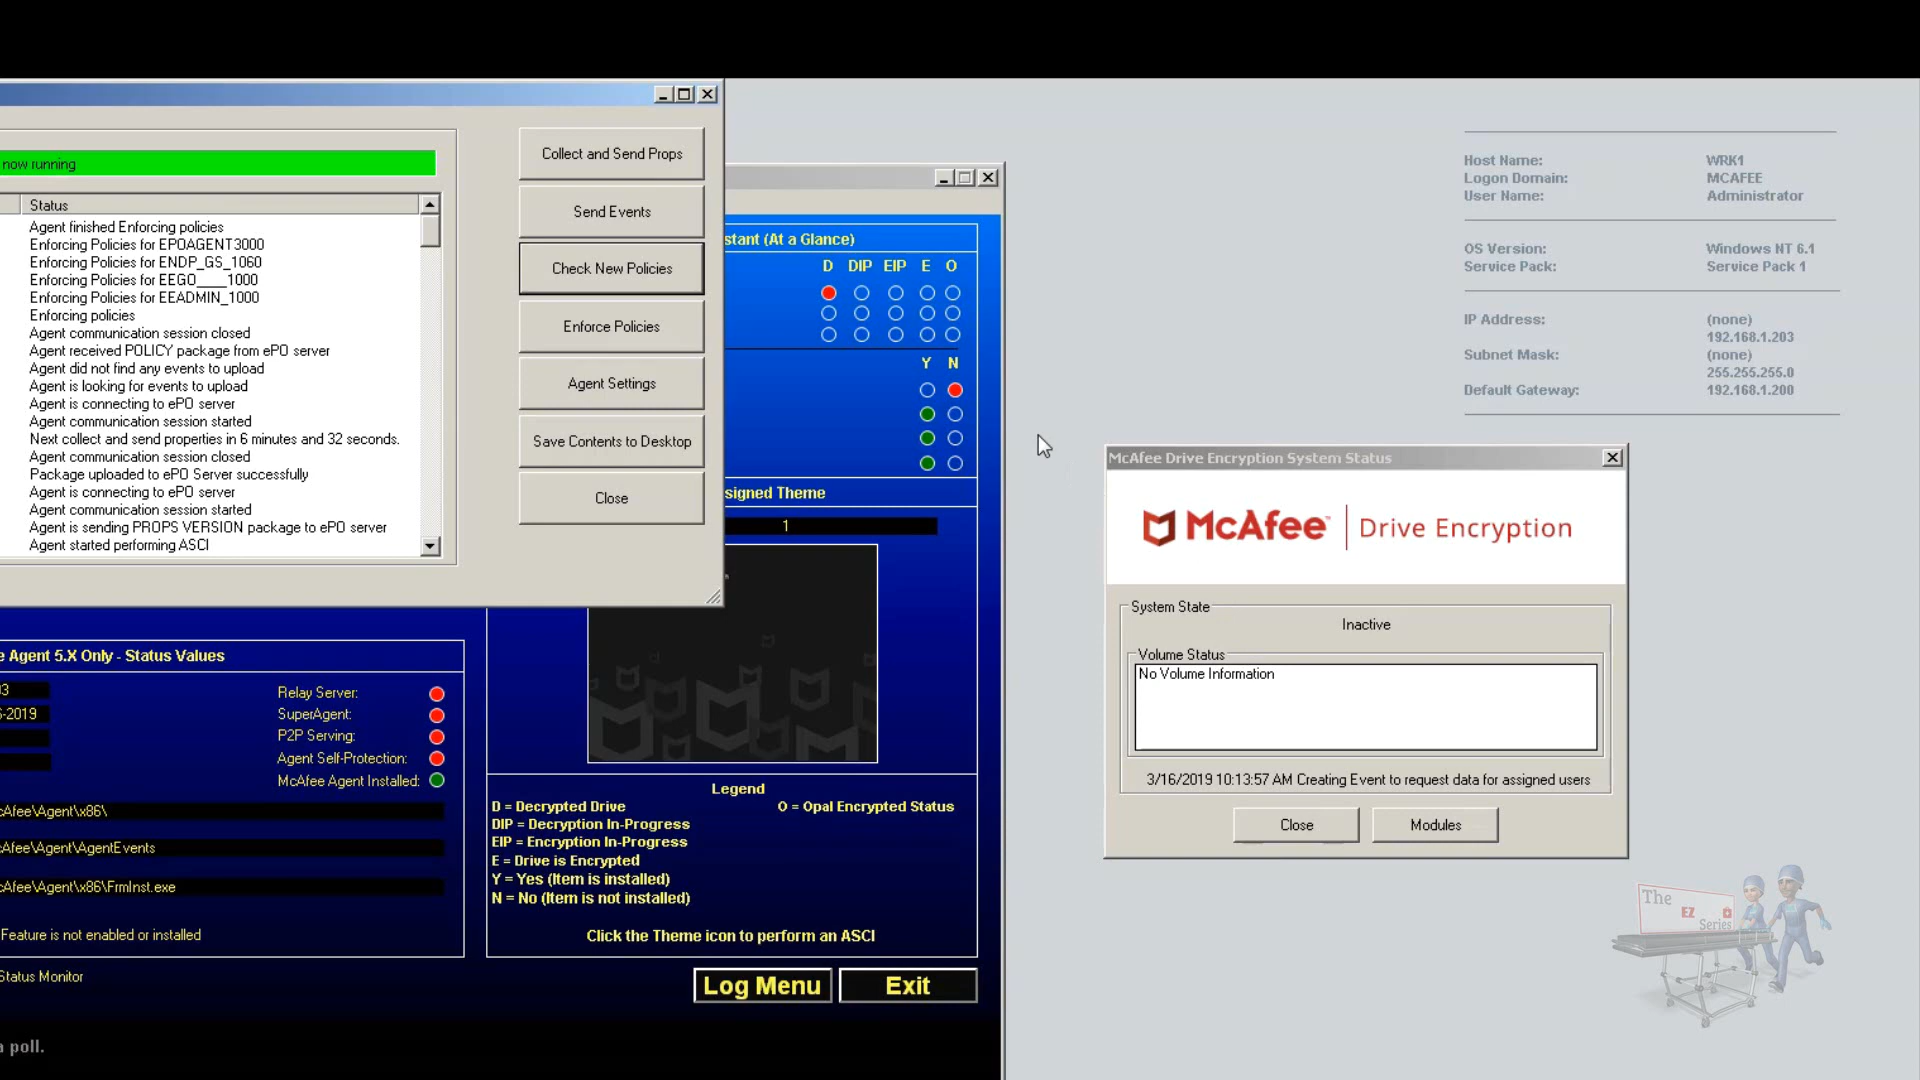 now running
Status
Agent finished Enforcing policies
Enforcing Policies for EPOAGENT3000
Enforcing Policies for ENDP_GS_1060
Enforcing Policies for EEGO____1000
Enforcing Policies for EEADMIN_1000
Enforcing policies
Agent communication session closed
Agent received POLICY package from ePO server
Agent did not find any events to upload
Agent is looking for events to upload
Agent is connecting to ePO server
Agent communication session started
Next collect and send properties in 6 minutes and 32 seconds.
Agent communication session closed
Package uploaded to ePO Server successfully
Agent is connecting to ePO server
Agent communication session started
Agent is sending PROPS VERSION package to ePO server
Agent started performing ASCI
Collect and Send Props
Send Events
Check New Policies
Enforce Policies
Agent Settings
Save Contents to Desktop
Close
stant (At a Glance)
D DIP EIP E O
Y N
signed Theme
1
e Agent 5.X Only - Status Values
03
6-2019
Relay Server:
SuperAgent:
P2P Serving:
Agent Self-Protection:
McAfee Agent Installed:
cAfee\Agent\x86\
cAfee\Agent\AgentEvents
cAfee\Agent\x86\FrmInst.exe
Feature is not enabled or installed
Status Monitor
a poll.
Legend
D = Decrypted Drive O = Opal Encrypted Status
DIP = Decryption In-Progress
EIP = Encryption In-Progress
E = Drive is Encrypted
Y = Yes (Item is installed)
N = No (Item is not installed)
Click the Theme icon to perform an ASCI
Log Menu Exit
Host Name: WRK1
Logon Domain: MCAFEE
User Name: Administrator
OS Version: Windows NT 6.1
Service Pack: Service Pack 1
IP Address: (none)
192.168.1.203
Subnet Mask: (none)
255.255.255.0
Default Gateway: 192.168.1.200
McAfee Drive Encryption System Status
McAfee™ Drive Encryption
System State
Inactive
Volume Status
No Volume Information
3/16/2019 10:13:57 AM Creating Event to request data for assigned users
Close Modules
The
EZ
Series